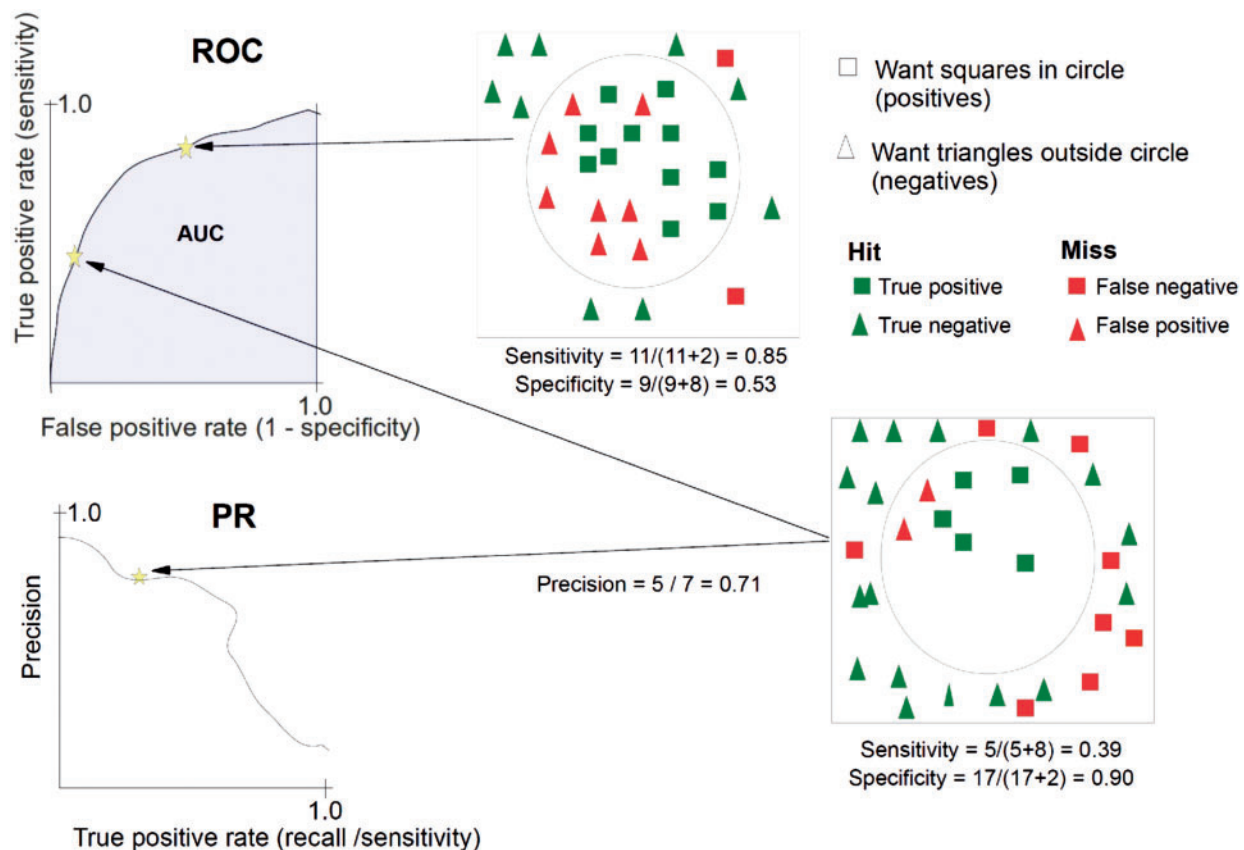 ROC
True positive rate (sensitivity)
1.0
AUC
1.0
False positive rate (1 - specificity)
Sensitivity = 11/(11+2) = 0.85
Specificity = 9/(9+8) = 0.53
Want squares in circle
(positives)
Want triangles outside circle
(negatives)
Hit
True positive
True negative
Miss
False negative
False positive
PR
1.0
Precision
1.0
True positive rate (recall /sensitivity)
Precision = 5 / 7 = 0.71
Sensitivity = 5/(5+8) = 0.39
Specificity = 17/(17+2) = 0.90